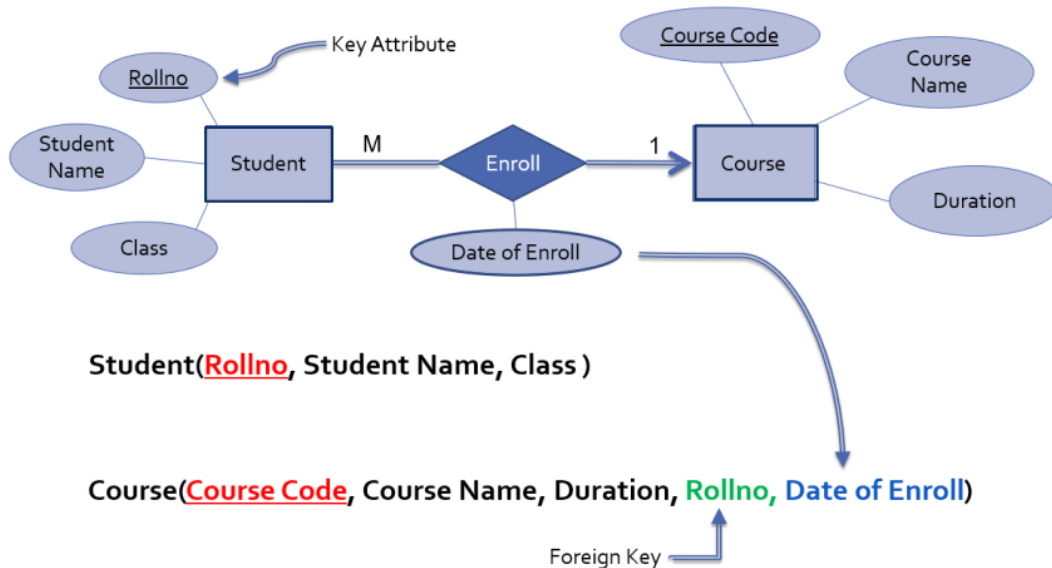 Key Attribute
Rollno
Student
Name
Class
Student
M
Enroll
1
Date of Enroll
Course
Course Code
Course
Name
Duration
Student(Rollno, Student Name, Class )
Course(Course Code, Course Name, Duration, Rollno, Date of Enroll)
Foreign Key